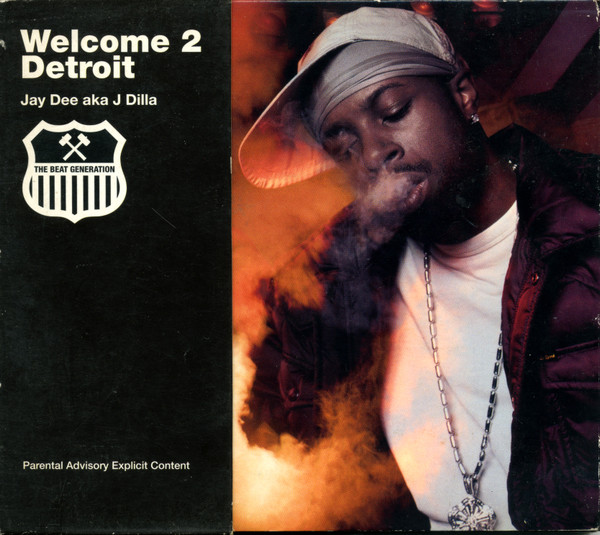 Welcome 2
Detroit
Jay Dee aka J Dilla
THE BEAT GENERATION
Parental Advisory Explicit Content